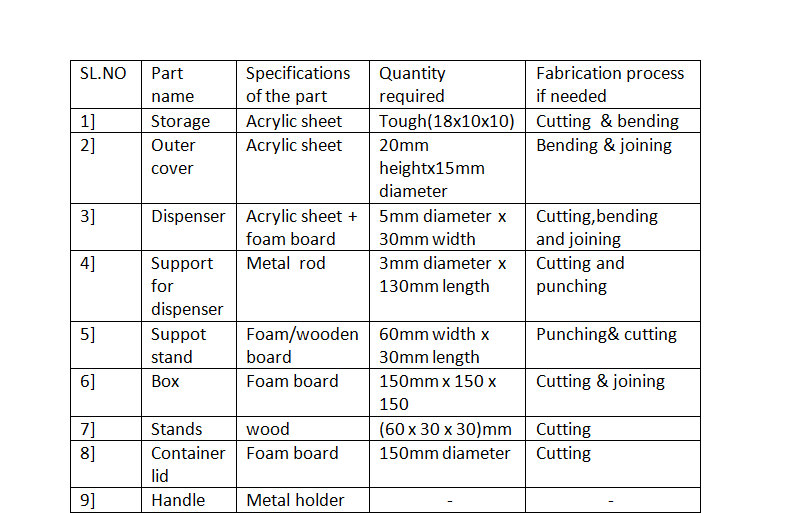 SL.NO Part name Specifications of the part Quantity required Fabrication process if needed
1] Storage Acrylic sheet Tough(18x10x10) Cutting & bending
2] Outer cover Acrylic sheet 20mm heightx15mm diameter Bending & joining
3] Dispenser Acrylic sheet + foam board 5mm diameter x 30mm width Cutting,bending and joining
4] Support for dispenser Metal rod 3mm diameter x 130mm length Cutting and punching
5] Suppot stand Foam/wooden board 60mm width x 30mm length Punching& cutting
6] Box Foam board 150mm x 150 x 150 Cutting & joining
7] Stands wood (60 x 30 x 30)mm Cutting
8] Container lid Foam board 150mm diameter Cutting
9] Handle Metal holder - -